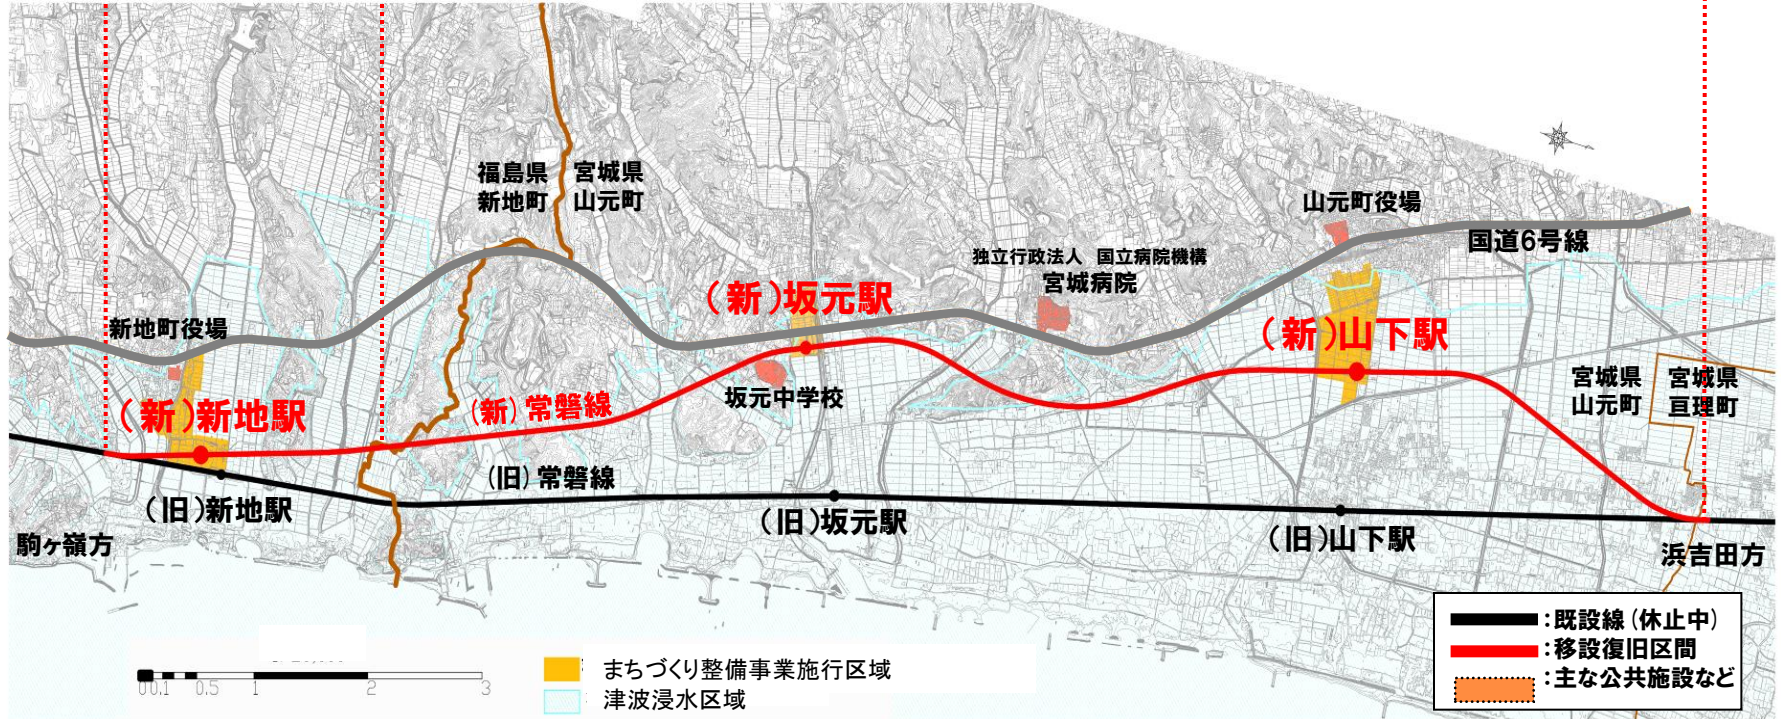 福島県
新地町
宮城県
山元町
山元町役場
国道6号線
独立行政法人　国立病院機構
宮城病院
(新)坂元駅
新地町役場
(新)山下駅
坂元中学校
宮城県
山元町
宮城県
亘理町
(新)新地駅
(新)常磐線
(旧)常磐線
(旧)新地駅
(旧)坂元駅
(旧)山下駅
駒ヶ嶺方
浜吉田方
:既設線(休止中)
:移設復旧区間
:主な公共施設など
0 0.1 0.5 1 2 3
まちづくり整備事業施行区域
津波浸水区域